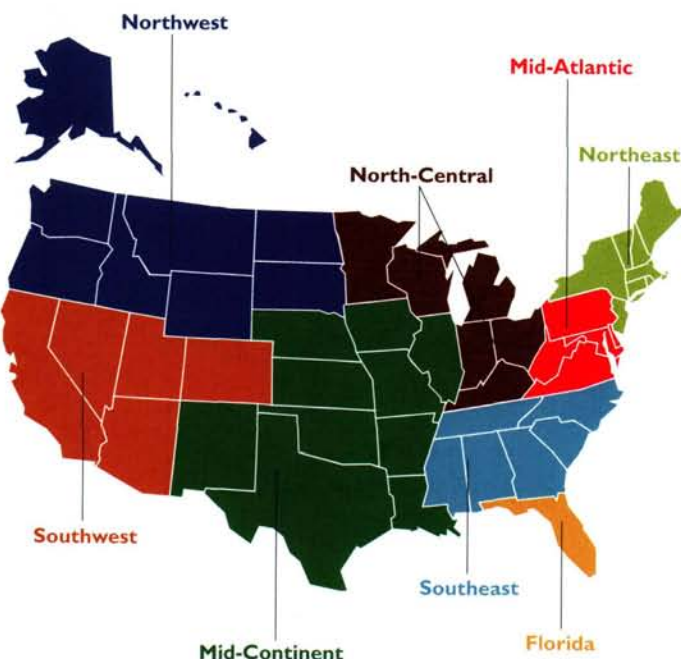 Northwest
Mid-Atlantic
Northeast
North-Central
Southwest
Southeast
Florida
Mid-Continent